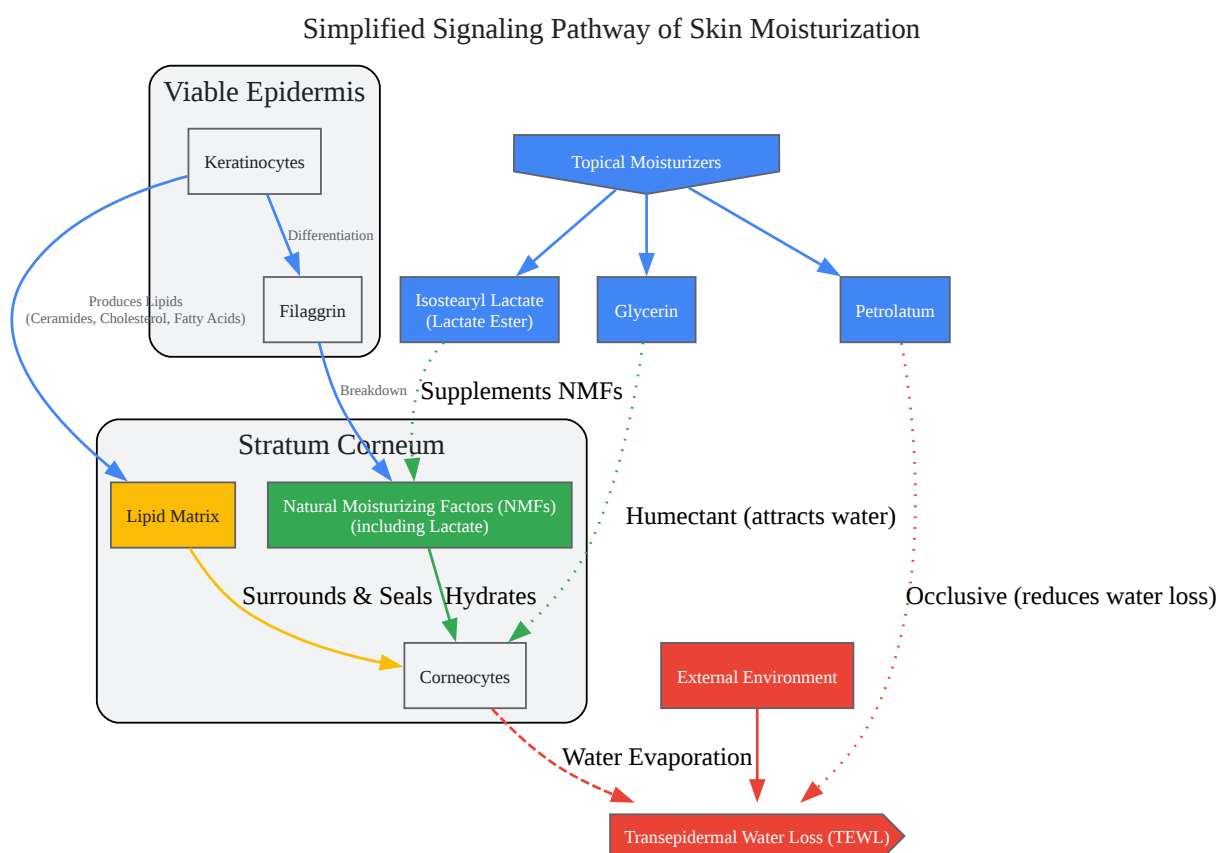 Simplified Signaling Pathway of Skin Moisturization
Viable Epidermis
Keratinocytes
Topical Moisturizers
Differentiation
Produces Lipids
(Ceramides, Cholesterol, Fatty Acids)
Filaggrin
Isostearyl Lactate
(Lactate Ester)
Glycerin
Petrolatum
Breakdown
Supplements NMFs
Stratum Corneum
Lipid Matrix
Natural Moisturizing Factors (NMFs)
(including Lactate)
Humectant (attracts water)
Surrounds & Seals
Hydrates
Occlusive (reduces water loss)
Corneocytes
External Environment
Water Evaporation
Transepidermal Water Loss (TEWL)